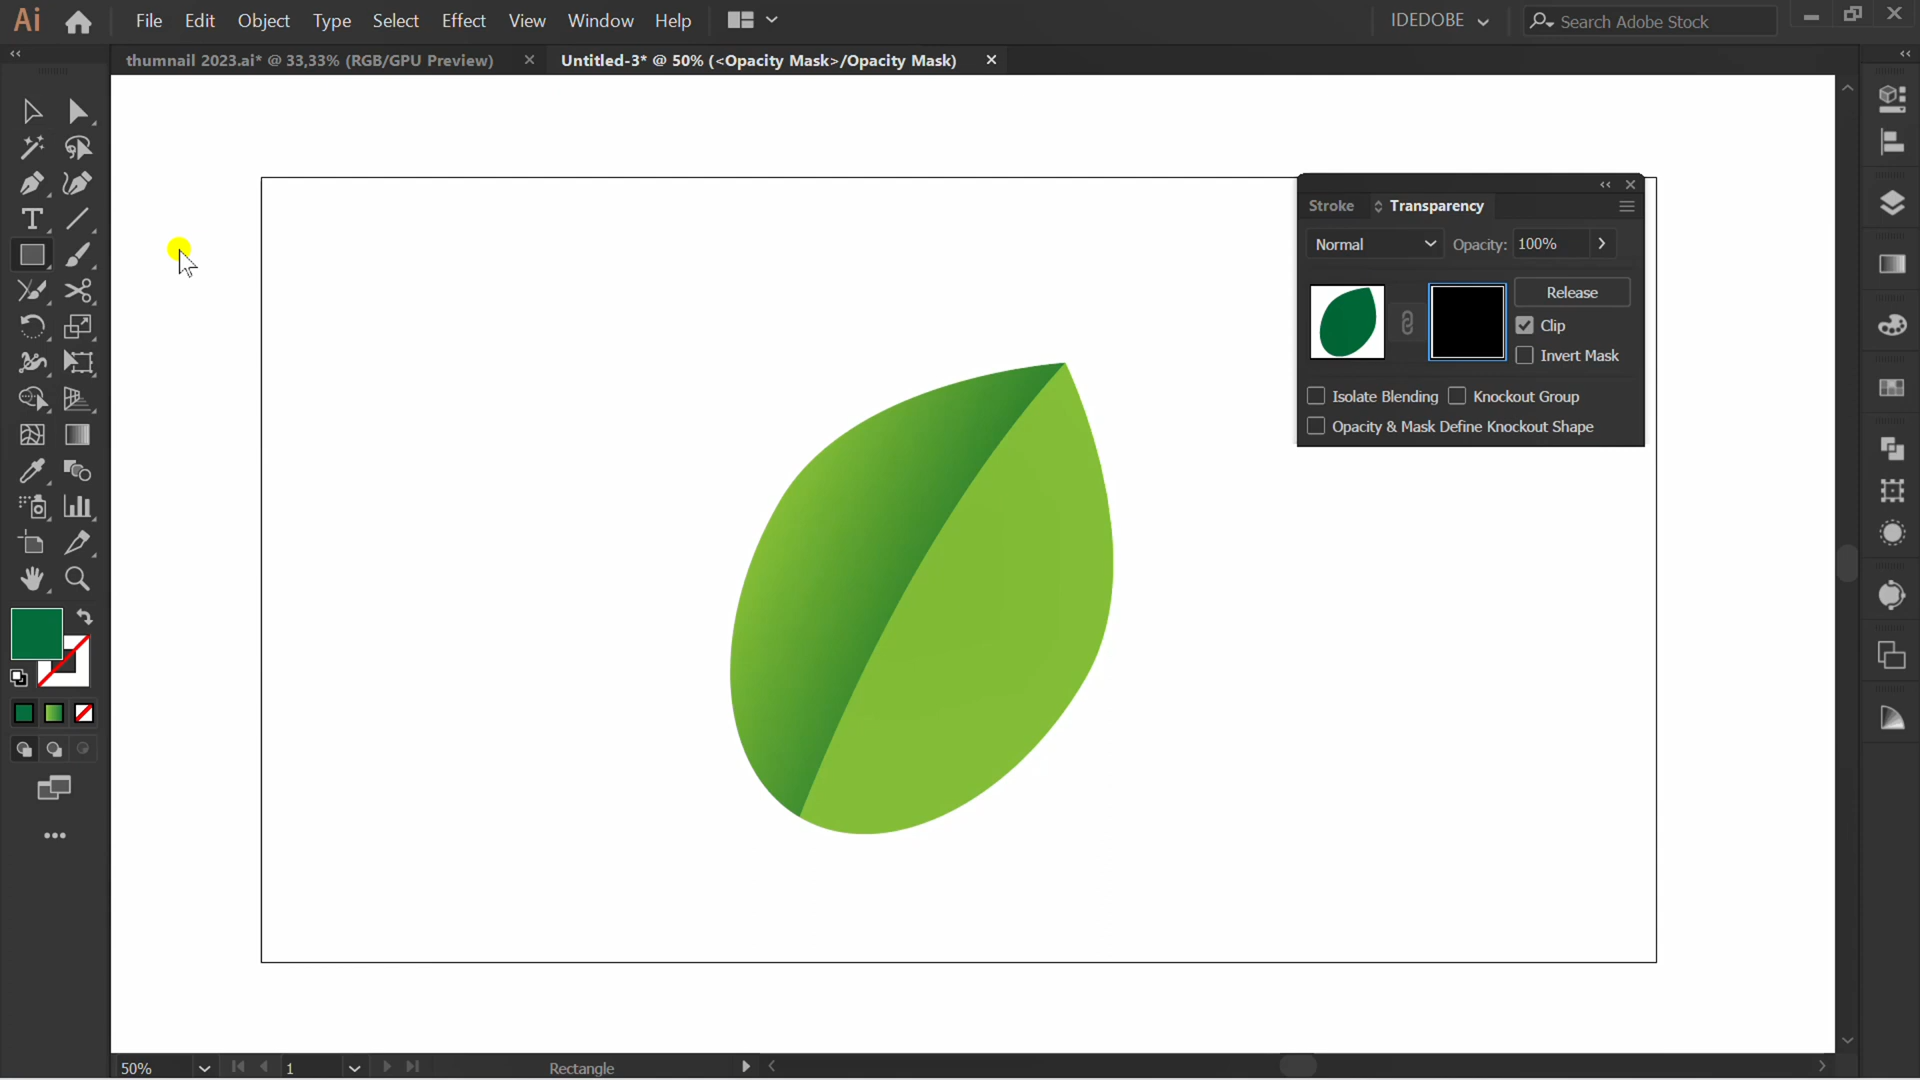 Ai File Edit Object Type Select Effect View Window Help IDEDOBE Search Adobe Stock
thumnail 2023.ai* @ 33,33% (RGB/GPU Preview) Untitled-3* @ 50% (<Opacity Mask>/Opacity Mask)
Stroke Transparency
Normal Opacity: 100%
Release
Clip
Invert Mask
Isolate Blending Knockout Group
Opacity & Mask Define Knockout Shape
50% 1 Rectangle